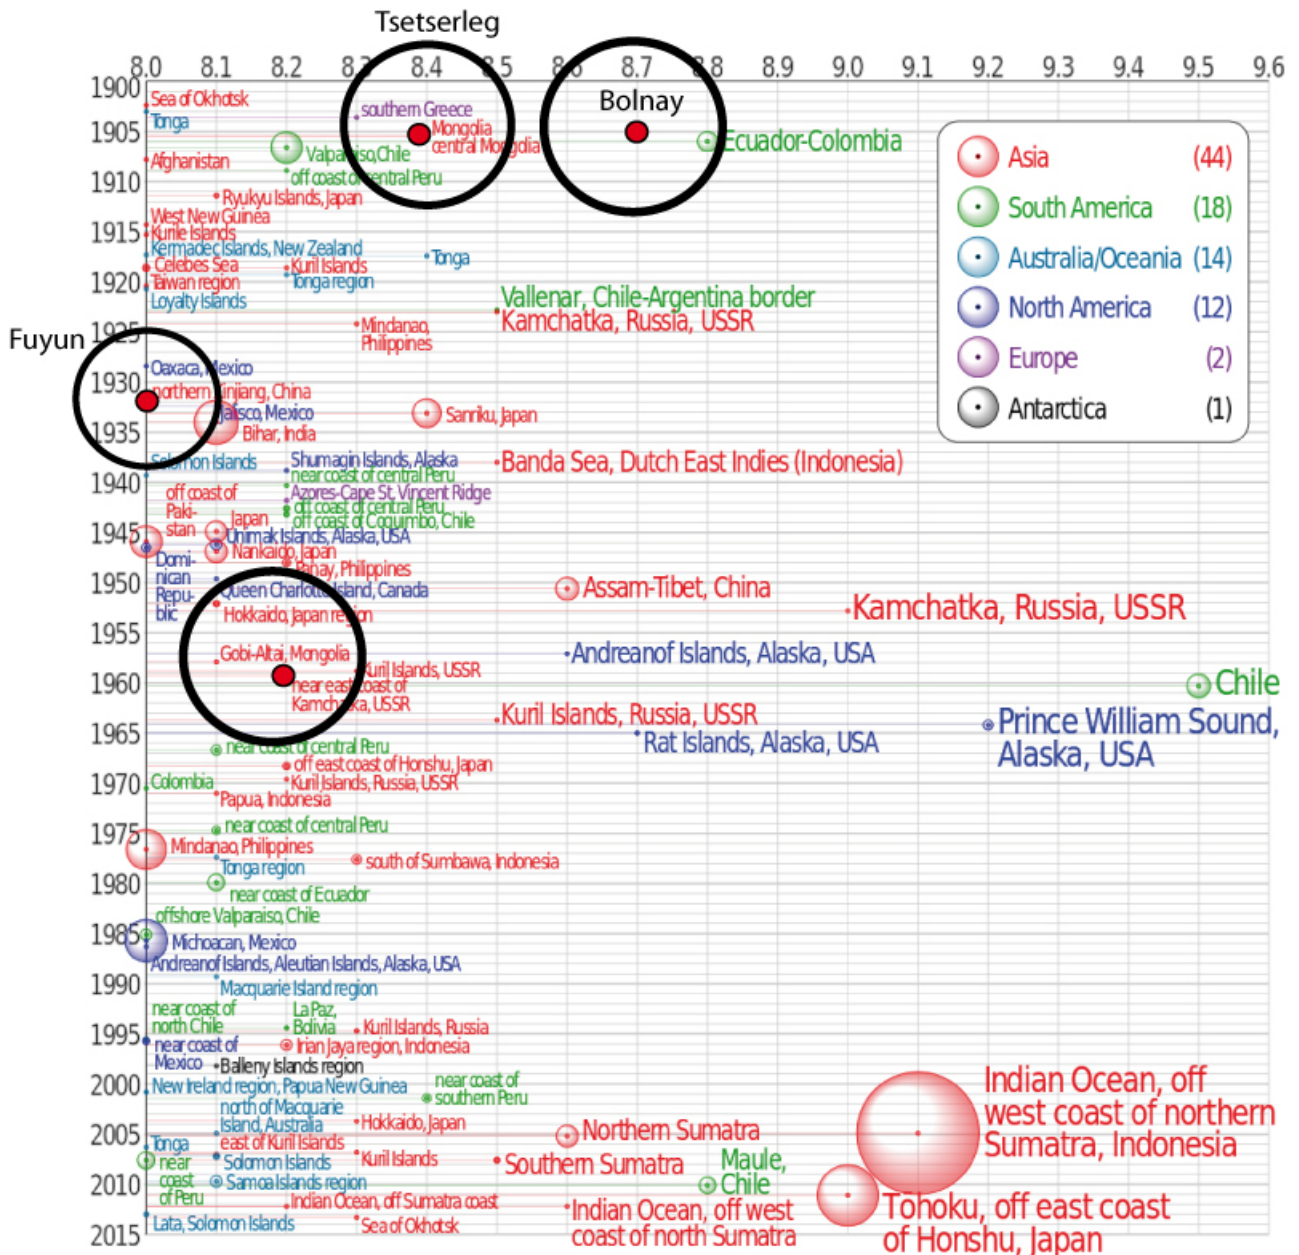 Tsetserleg
8.0 8.1 8.2 8.3 8.4 8.5 8.6 8.7 8.8 8.9 9.0 9.1 9.2 9.3 9.4 9.5 9.6
1900
Sea of Okhotsk
Tonga
southern Greece
Bolnay
1905
Mongolia
central Mongolia
Ecuador-Colombia
Valparaiso,Chile
Afghanistan
off coast of central Peru
1910
Ryukyu Islands, Japan
West New Guinea
1915
Kurile Islands
Kermadec Islands, New Zealand
Tonga
Celebes Sea
Kuril Islands
1920
Taiwan region
Tonga region
Loyalty Islands
Vallenar, Chile-Argentina border
Kamchatka, Russia, USSR
1925
Mindanao,
Philippines
Fuyun
Oaxaca, Mexico
1930
northern Xinjiang, China
Jalisco, Mexico
Sanriku, Japan
1935
Bihar, India
Solomon Islands
Shumagin Islands, Alaska
Banda Sea, Dutch East Indies (Indonesia)
near coast of central Peru
1940
off coast of
Paki-
stan
Azores-Cape St. Vincent Ridge
off coast of central Peru
off coast of Coquimbo, Chile
Japan
1945
Unimak Islands, Alaska, USA
Nankaido, Japan
Domi-
nican
Repu-
blic
Panay, Philippines
1950
Queen Charlotte Island, Canada
Assam-Tibet, China
Hokkaido, Japan region
Kamchatka, Russia, USSR
1955
Gobi-Altai, Mongolia
Andreanof Islands, Alaska, USA
Kuril Islands, USSR
1960
near east coast of
Kamchatka, USSR
Chile
Kuril Islands, Russia, USSR
Prince William Sound,
Alaska, USA
1965
Rat Islands, Alaska, USA
near coast of central Peru
off east coast of Honshu, Japan
1970
Colombia
Kuril Islands, Russia, USSR
Papua, Indonesia
1975
near coast of central Peru
Mindanao, Philippines
south of Sumbawa, Indonesia
Tonga region
1980
near coast of Ecuador
offshore Valparaiso, Chile
1985
Michoacan, Mexico
Andreanof Islands, Aleutian Islands, Alaska, USA
1990
Macquarie Island region
near coast of
north Chile
La Paz,
Bolivia
1995
Kuril Islands, Russia
near coast of
Mexico
Irian Jaya region, Indonesia
Balleny Islands region
2000
New Ireland region, Papua New Guinea
near coast of
southern Peru
north of Macquarie
Island, Australia
Hokkaido, Japan
2005
Tonga
east of Kuril Islands
Northern Sumatra
Indian Ocean, off
west coast of northern
Sumatra, Indonesia
near
coast
of Peru
Solomon Islands
Kuril Islands
Southern Sumatra
Maule,
Chile
2010
Samoa Islands region
Indian Ocean, off Sumatra coast
Indian Ocean, off west
coast of north Sumatra
Tōhoku, off east coast
of Honshu, Japan
Lata, Solomon Islands
Sea of Okhotsk
2015
Asia (44)
South America (18)
Australia/Oceania (14)
North America (12)
Europe (2)
Antarctica (1)